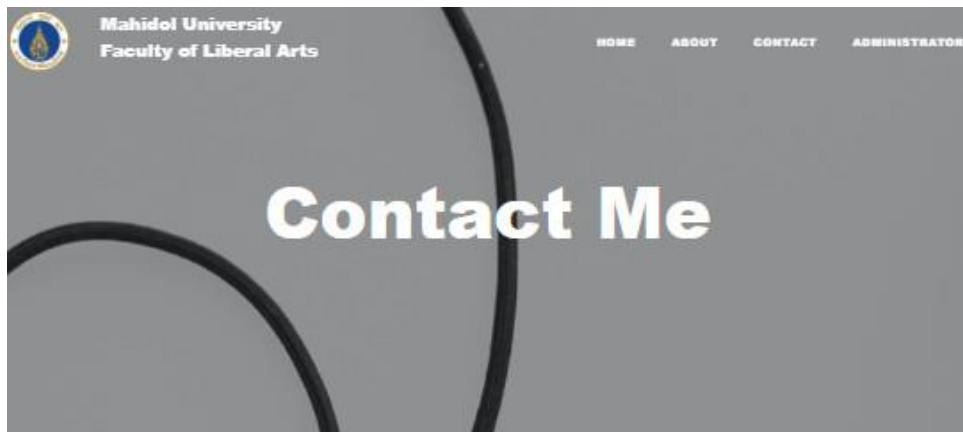 Mahidol University
Faculty of Liberal Arts
HOME ABOUT CONTACT ADMINISTRATOR
Contact Me